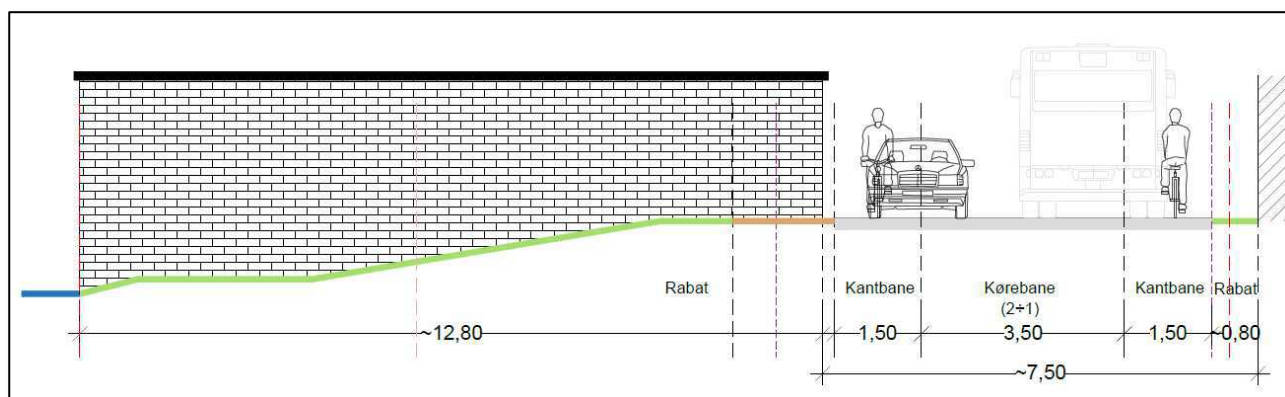 Rabat
Kantbane
Kørebane
(2÷1)
Kantbane
Rabat
~12,80
1,50
3,50
1,50
~0,80
~7,50